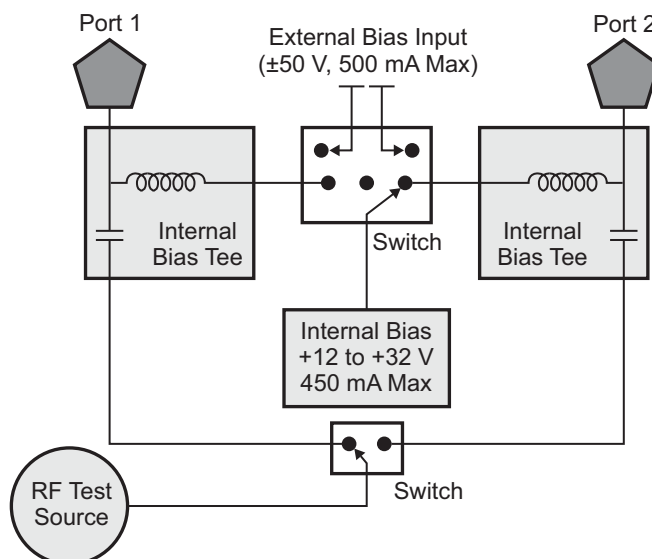 Port 1
Port 2
External Bias Input
(±50 V, 500 mA Max)
Internal
Bias Tee
Switch
Internal
Bias Tee
Internal Bias
+12 to +32 V
450 mA Max
RF Test
Source
Switch